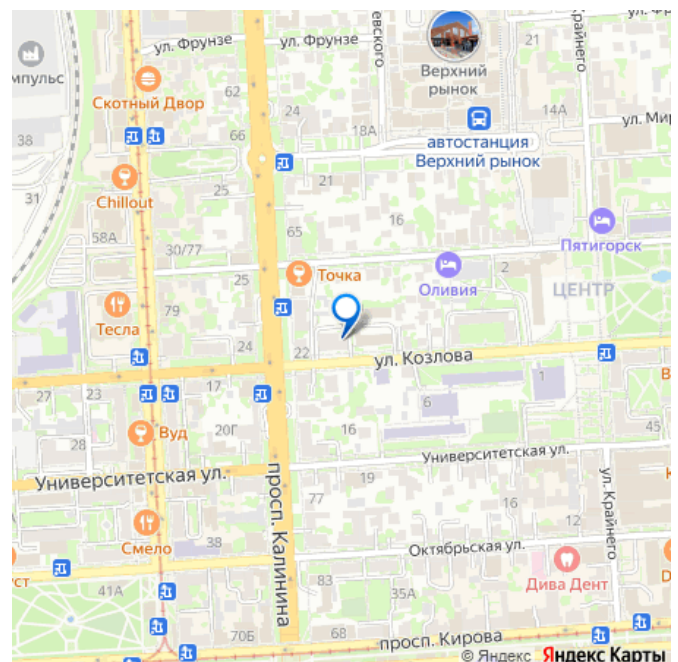 ул. Фрунзе
ул. Фрунзе
евского
Крайнего
мпульс
Скотный Двор
62
24
Верхний
рынок
14А
ул. Мир
38
66
18А
автостанция
Верхний рынок
31
Chillout
25
21
16
58А
30/77
65
Пятигорск
25
Точка
2
Оливия
ЦЕНТР
Тесла
79
24
22
ул. Козлова
27
23
17
1
В
28
Вуд
20Г
16
6
45
Университетская ул.
Университетская ул.
19
77
просп. Калинина
16
ул. Крайнего
Смело
38
12
Октябрьская ул.
уст
41А
83
35А
Дива Дент
D
70Б
68
просп. Кирова
© Яндекс Яндекс Карты